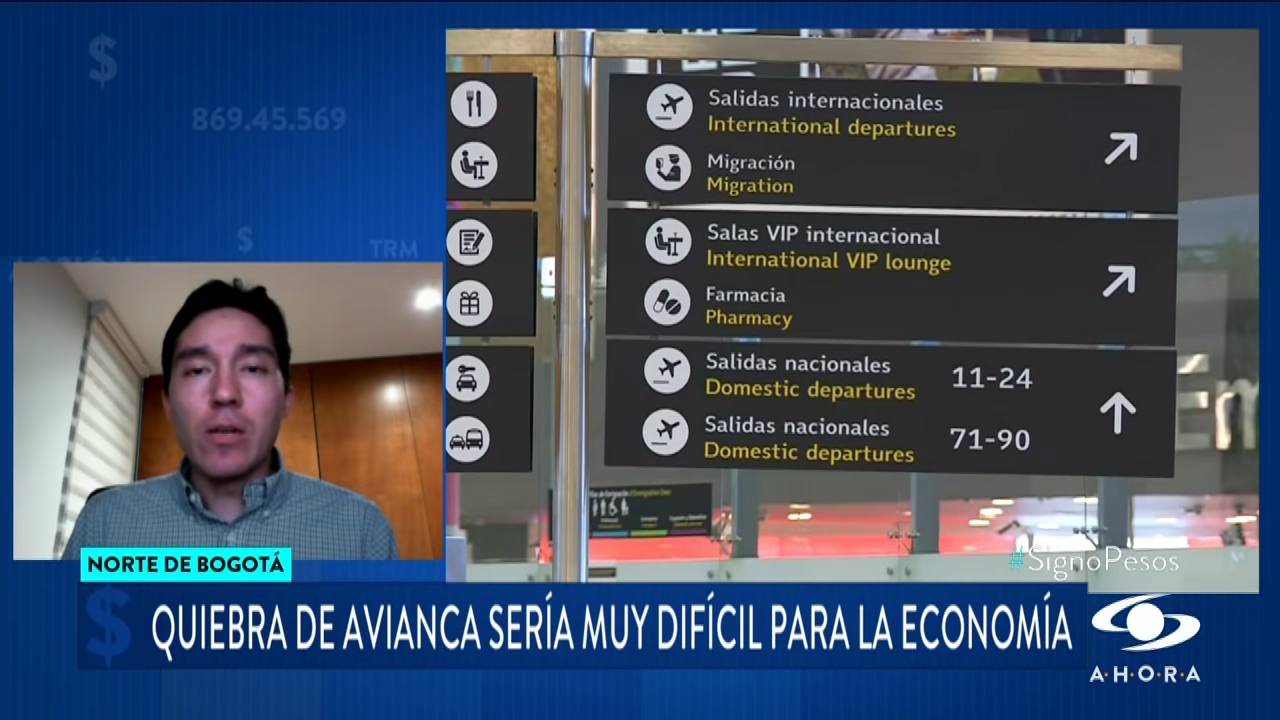 869.45.569
TRM
Salidas internacionales
International departures
Migración
Migration
Salas VIP internacional
International VIP lounge
Farmacia
Pharmacy
Salidas nacionales
Domestic departures
11-24
Salidas nacionales
Domestic departures
71-90
#SignoPesos
NORTE DE BOGOTÁ
QUIEBRA DE AVIANCA SERÍA MUY DIFÍCIL PARA LA ECONOMÍA
A·H·O·R·A